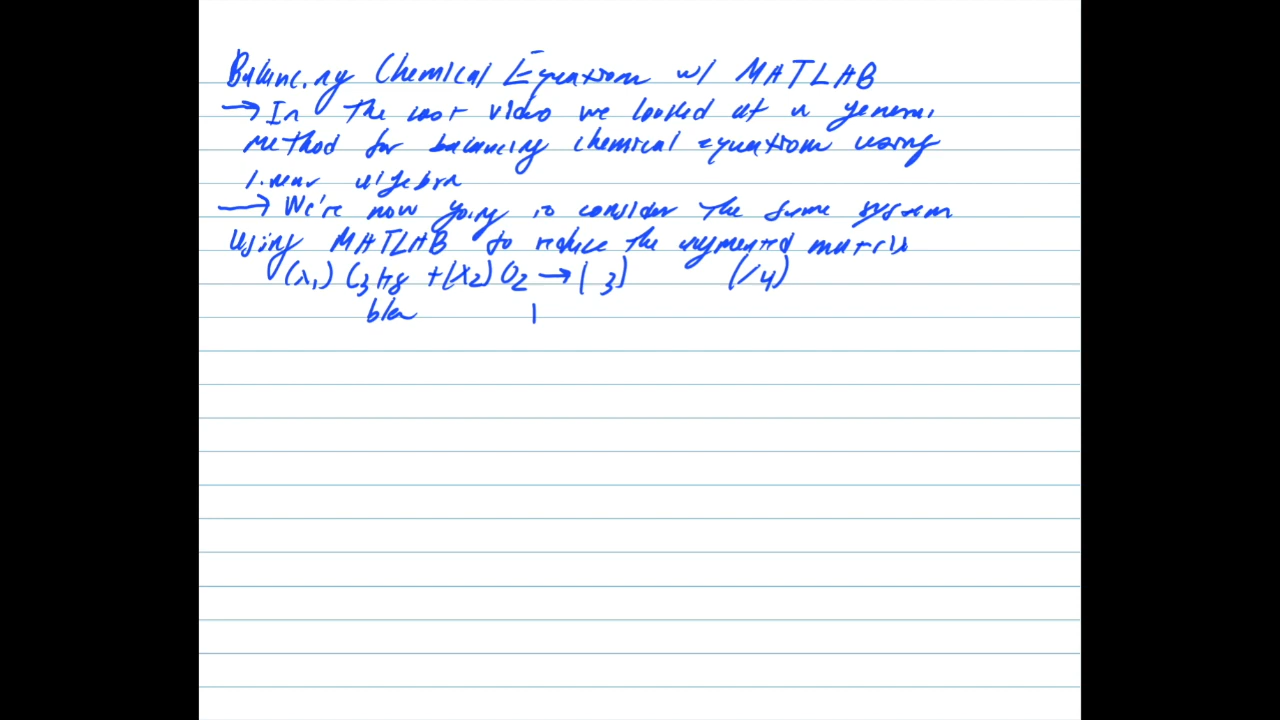 Balancing Chemical Equations w/ MATLAB
→ In the last video we looked at a general
method for balancing chemical equations using
linear algebra
→ We're now going to consider the same system
using MATLAB to reduce the augmented matrix
(x₁) C₃H₈ + (x₂) O₂ → ( 3) ( 4)